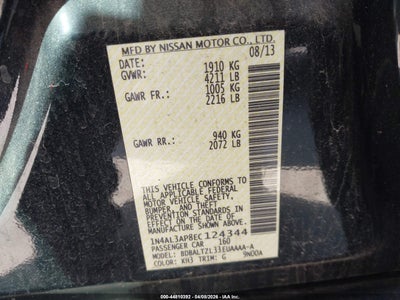 MFD BY NISSAN MOTOR CO., LTD.
DATE: 08/13
GVWR: 1910 KG
4211 LB
GAWR FR.: 1005 KG
2216 LB
GAWR RR.: 940 KG
2072 LB
THIS VEHICLE CONFORMS TO ALL
APPLICABLE FEDERAL
MOTOR VEHICLE SAFETY,
BUMPER, AND THEFT
PREVENTION STANDARDS IN
EFFECT ON THE DATE OF
MANUFACTURE SHOWN ABOVE.
1N4AL3AP8EC124344
PASSENGER CAR 160
MODEL: BDBALTZL33EUAAAA-A
COLOR: KH3 TRIM: G 9N00A
000-44810392 - 04/09/2026 - 0048